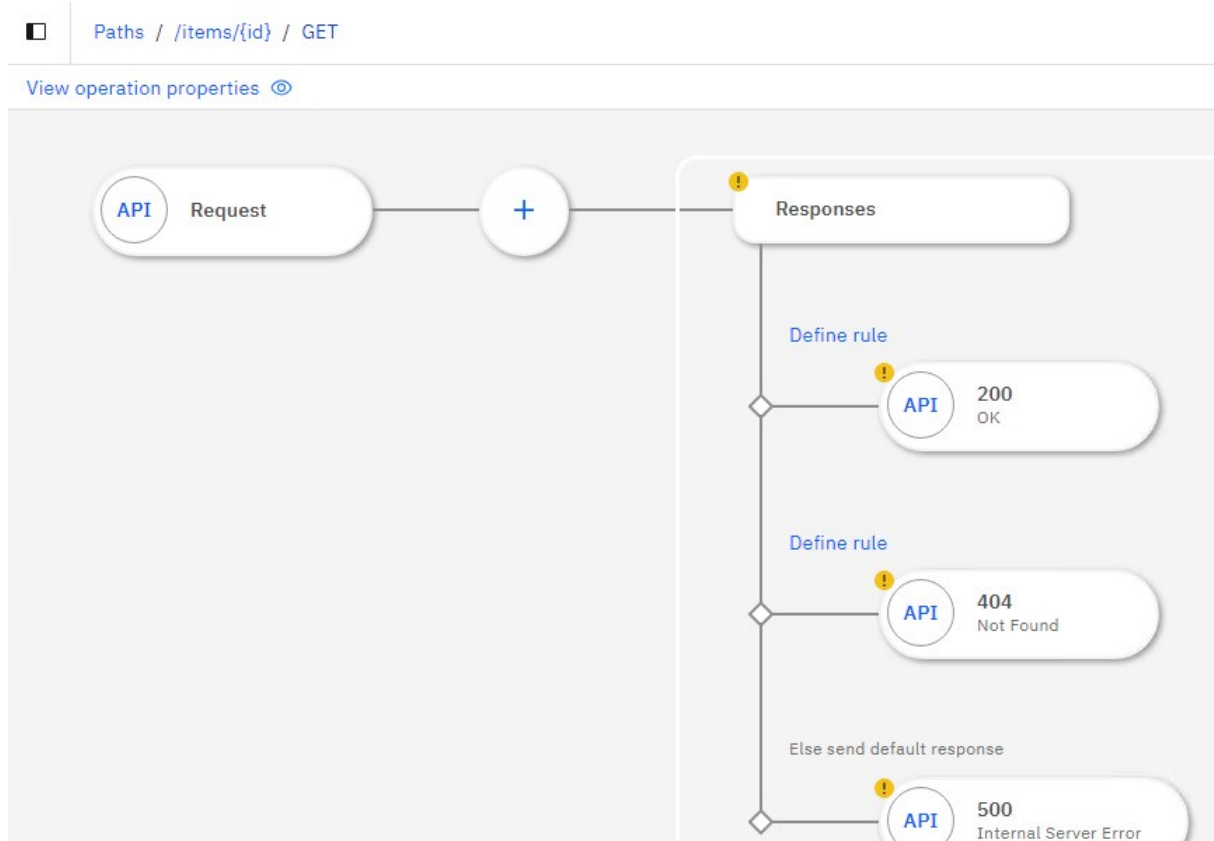 Paths / /items/{id} / GET
View operation properties
API Request
+
! Responses
Define rule
!
API 200
OK
Define rule
!
API 404
Not Found
Else send default response
!
API 500
Internal Server Error